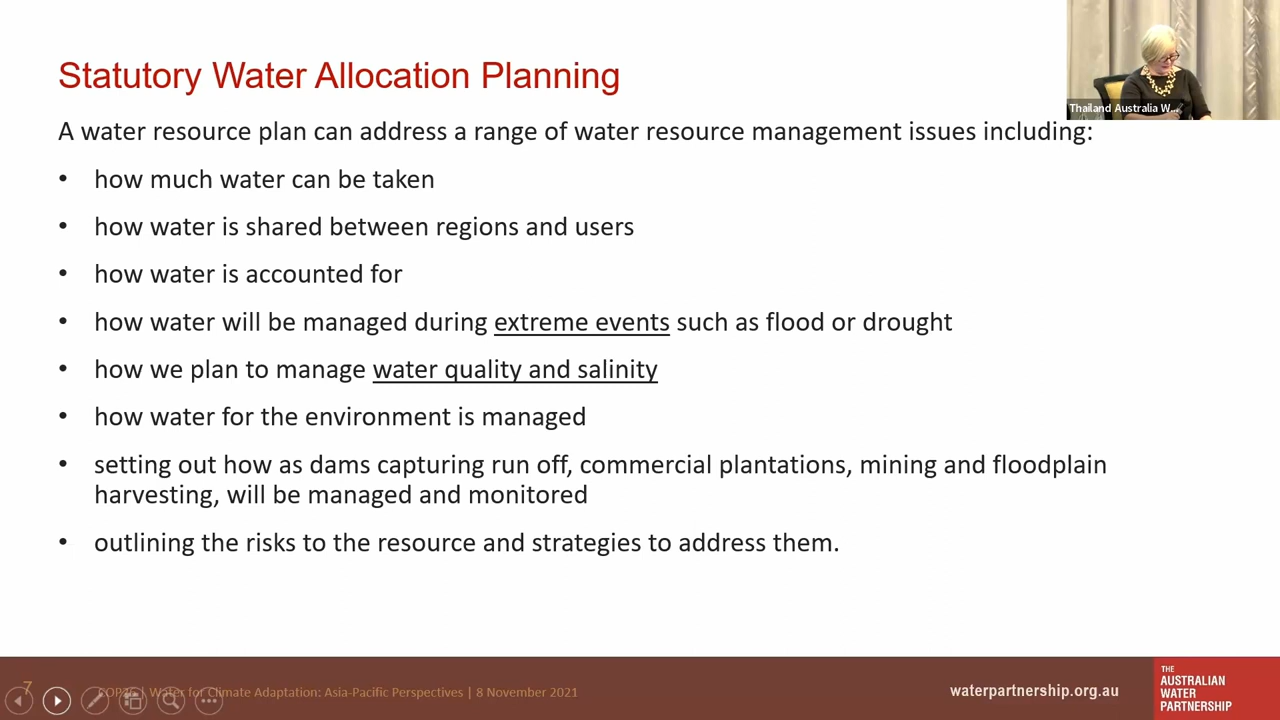 Statutory Water Allocation Planning
Thailand Australia W...
A water resource plan can address a range of water resource management issues including:
• how much water can be taken
• how water is shared between regions and users
• how water is accounted for
• how water will be managed during extreme events such as flood or drought
• how we plan to manage water quality and salinity
• how water for the environment is managed
• setting out how as dams capturing run off, commercial plantations, mining and floodplain
harvesting, will be managed and monitored
• outlining the risks to the resource and strategies to address them.
7
COP26 | Water for Climate Adaptation: Asia-Pacific Perspectives | 8 November 2021
waterpartnership.org.au
THE
AUSTRALIAN
WATER
PARTNERSHIP